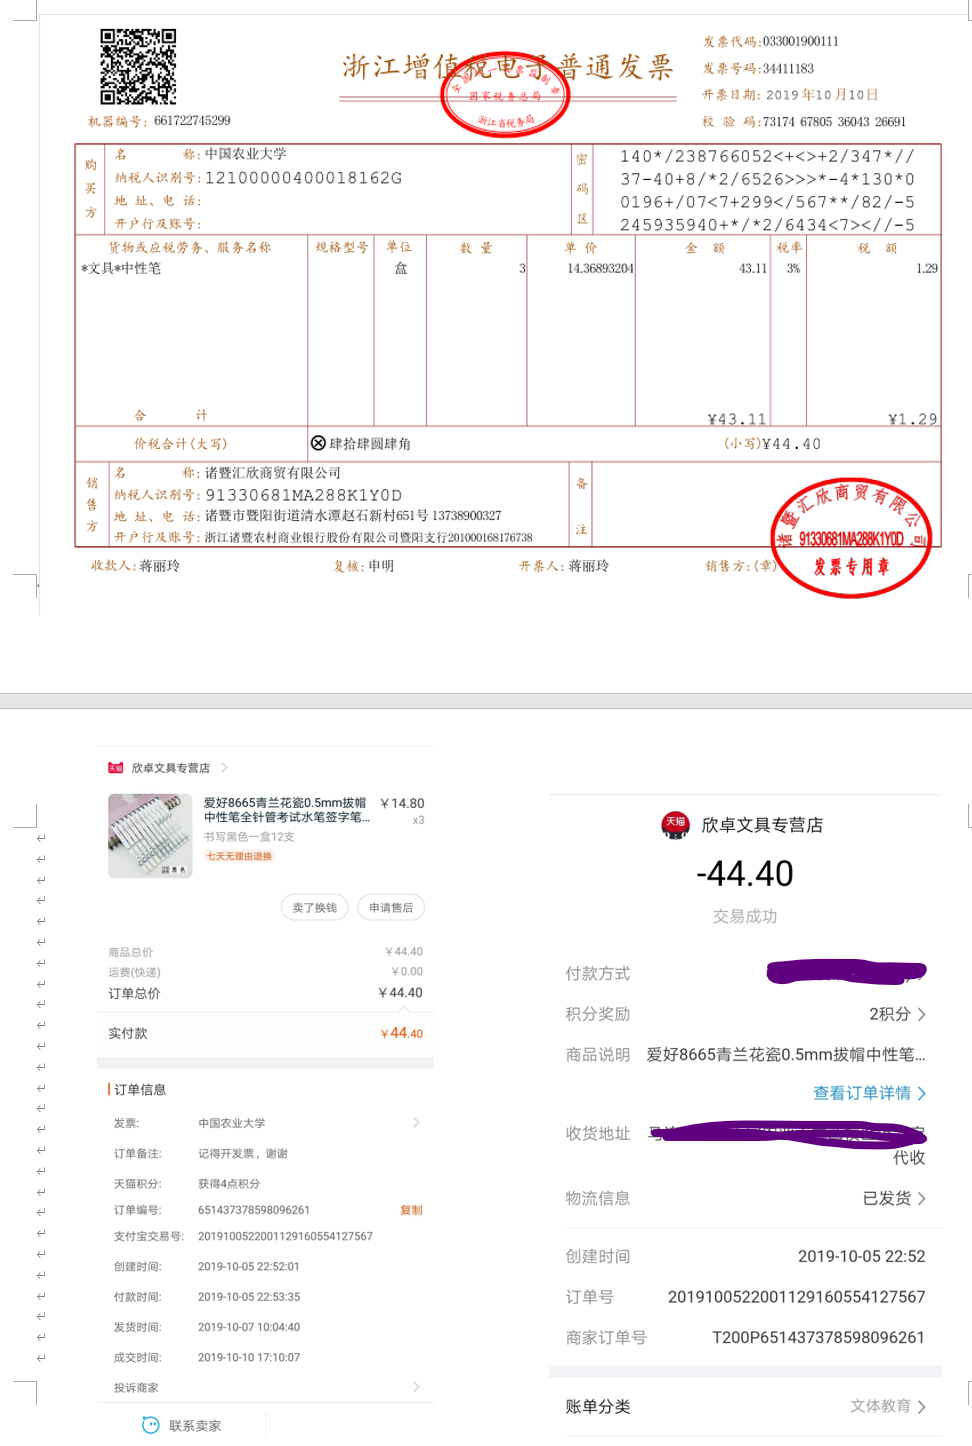 浙江增值税电子普通发票
全国统一发票监制章
国家税务总局
浙江省税务局
机器编号: 661722745299
发票代码:033001900111
发票号码:34411183
开票日期: 2019年10月10日
校 验 码:73174 67805 36043 26691
购买方
名 称:中国农业大学
纳税人识别号:12100000400018162G
地 址、电 话:
开户行及账号:
密码区
140*/238766052<+<>+2/347*//
37-40+8/*2/6526>>>*-4*130*0
0196+/07<7+299</567**/82/-5
245935940+*/*2/6434<7><//-5
货物或应税劳务、服务名称 规格型号 单位 数 量 单 价 金 额 税率 税 额
*文具*中性笔 盒 3 14.36893204 43.11 3% 1.29
合 计 ¥43.11 ¥1.29
价税合计(大写) ⊗肆拾肆圆肆角 (小写)¥44.40
销售方
名 称:诸暨汇欣商贸有限公司
纳税人识别号:91330681MA288K1Y0D
地 址、电 话:诸暨市暨阳街道清水潭赵石新村651号 13738900327
开户行及账号:浙江诸暨农村商业银行股份有限公司暨阳支行201000168176738
备注
诸暨汇欣商贸有限公司
91330681MA288K1Y0D
发票专用章
收款人:蒋丽玲 复核:申明 开票人:蒋丽玲 销售方:(章)
天猫 欣卓文具专营店
爱好8665青兰花瓷0.5mm拔帽 ¥14.80
中性笔全针管考试水笔签字笔... x3
书写黑色一盒12支
七天无理由退换
黑色
卖了换钱 申请售后
商品总价 ¥44.40
运费(快递) ¥0.00
订单总价 ¥44.40
实付款 ¥44.40
订单信息
发票: 中国农业大学
订单备注: 记得开发票，谢谢
天猫积分: 获得4点积分
订单编号: 651437378598096261 复制
支付宝交易号: 2019100522001129160554127567
创建时间: 2019-10-05 22:52:01
付款时间: 2019-10-05 22:53:35
发货时间: 2019-10-07 10:04:40
成交时间: 2019-10-10 17:10:07
投诉商家
联系卖家
天猫 欣卓文具专营店
-44.40
交易成功
付款方式
积分奖励 2积分
商品说明 爱好8665青兰花瓷0.5mm拔帽中性笔...
查看订单详情
收货地址
代收
物流信息 已发货
创建时间 2019-10-05 22:52
订单号 2019100522001129160554127567
商家订单号 T200P651437378598096261
账单分类 文体教育